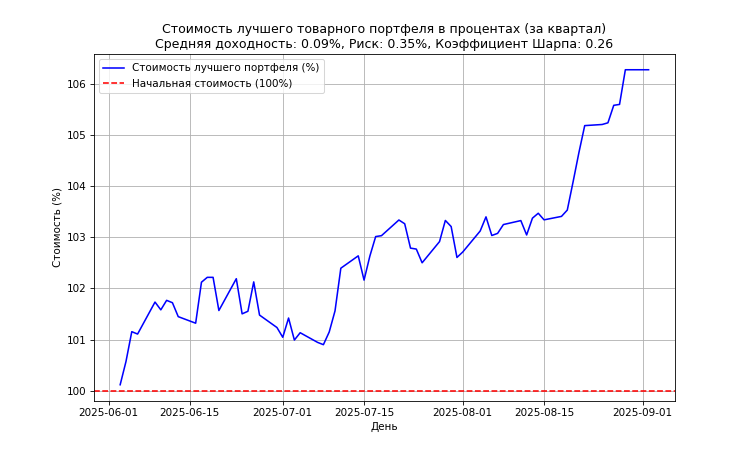 Стоимость лучшего товарного портфеля в процентах (за квартал)
Средняя доходность: 0.09%, Риск: 0.35%, Коэффициент Шарпа: 0.26
Стоимость лучшего портфеля (%)
Начальная стоимость (100%)
Стоимость (%)
106
105
104
103
102
101
100
2025-06-01
2025-06-15
2025-07-01
2025-07-15
2025-08-01
2025-08-15
2025-09-01
День